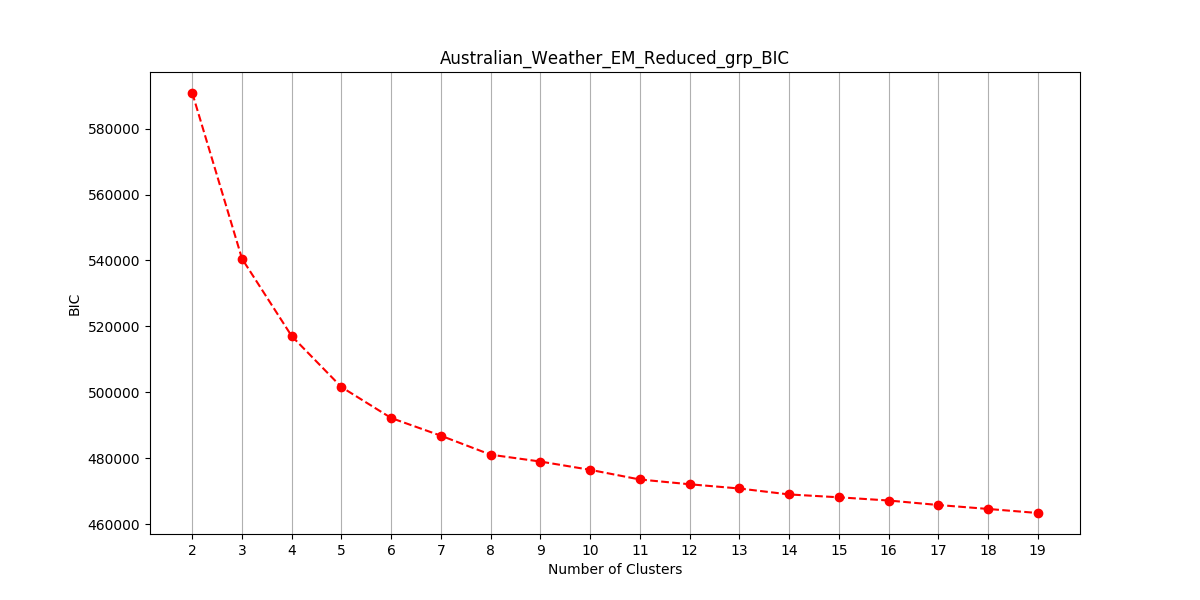 Australian_Weather_EM_Reduced_grp_BIC
580000
560000
540000
520000
500000
480000
460000
BIC
2 3 4 5 6 7 8 9 10 11 12 13 14 15 16 17 18 19
Number of Clusters